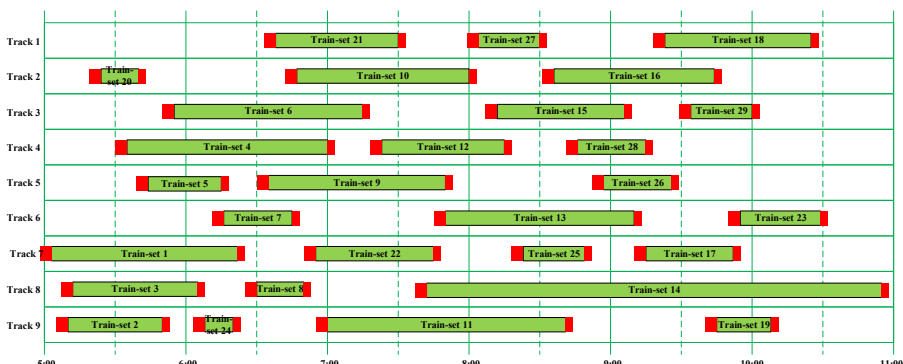 Track 1 Train-set 21 Train-set 27 Train-set 18
Track 2 Train-set 20 Train-set 10 Train-set 16
Track 3 Train-set 6 Train-set 15 Train-set 29
Track 4 Train-set 4 Train-set 12 Train-set 28
Track 5 Train-set 5 Train-set 9 Train-set 26
Track 6 Train-set 7 Train-set 13 Train-set 23
Track 7 Train-set 1 Train-set 22 Train-set 25 Train-set 17
Track 8 Train-set 3 Train-set 8 Train-set 14
Track 9 Train-set 2 Train-set 24 Train-set 11 Train-set 19
5:00 6:00 7:00 8:00 9:00 10:00 11:00